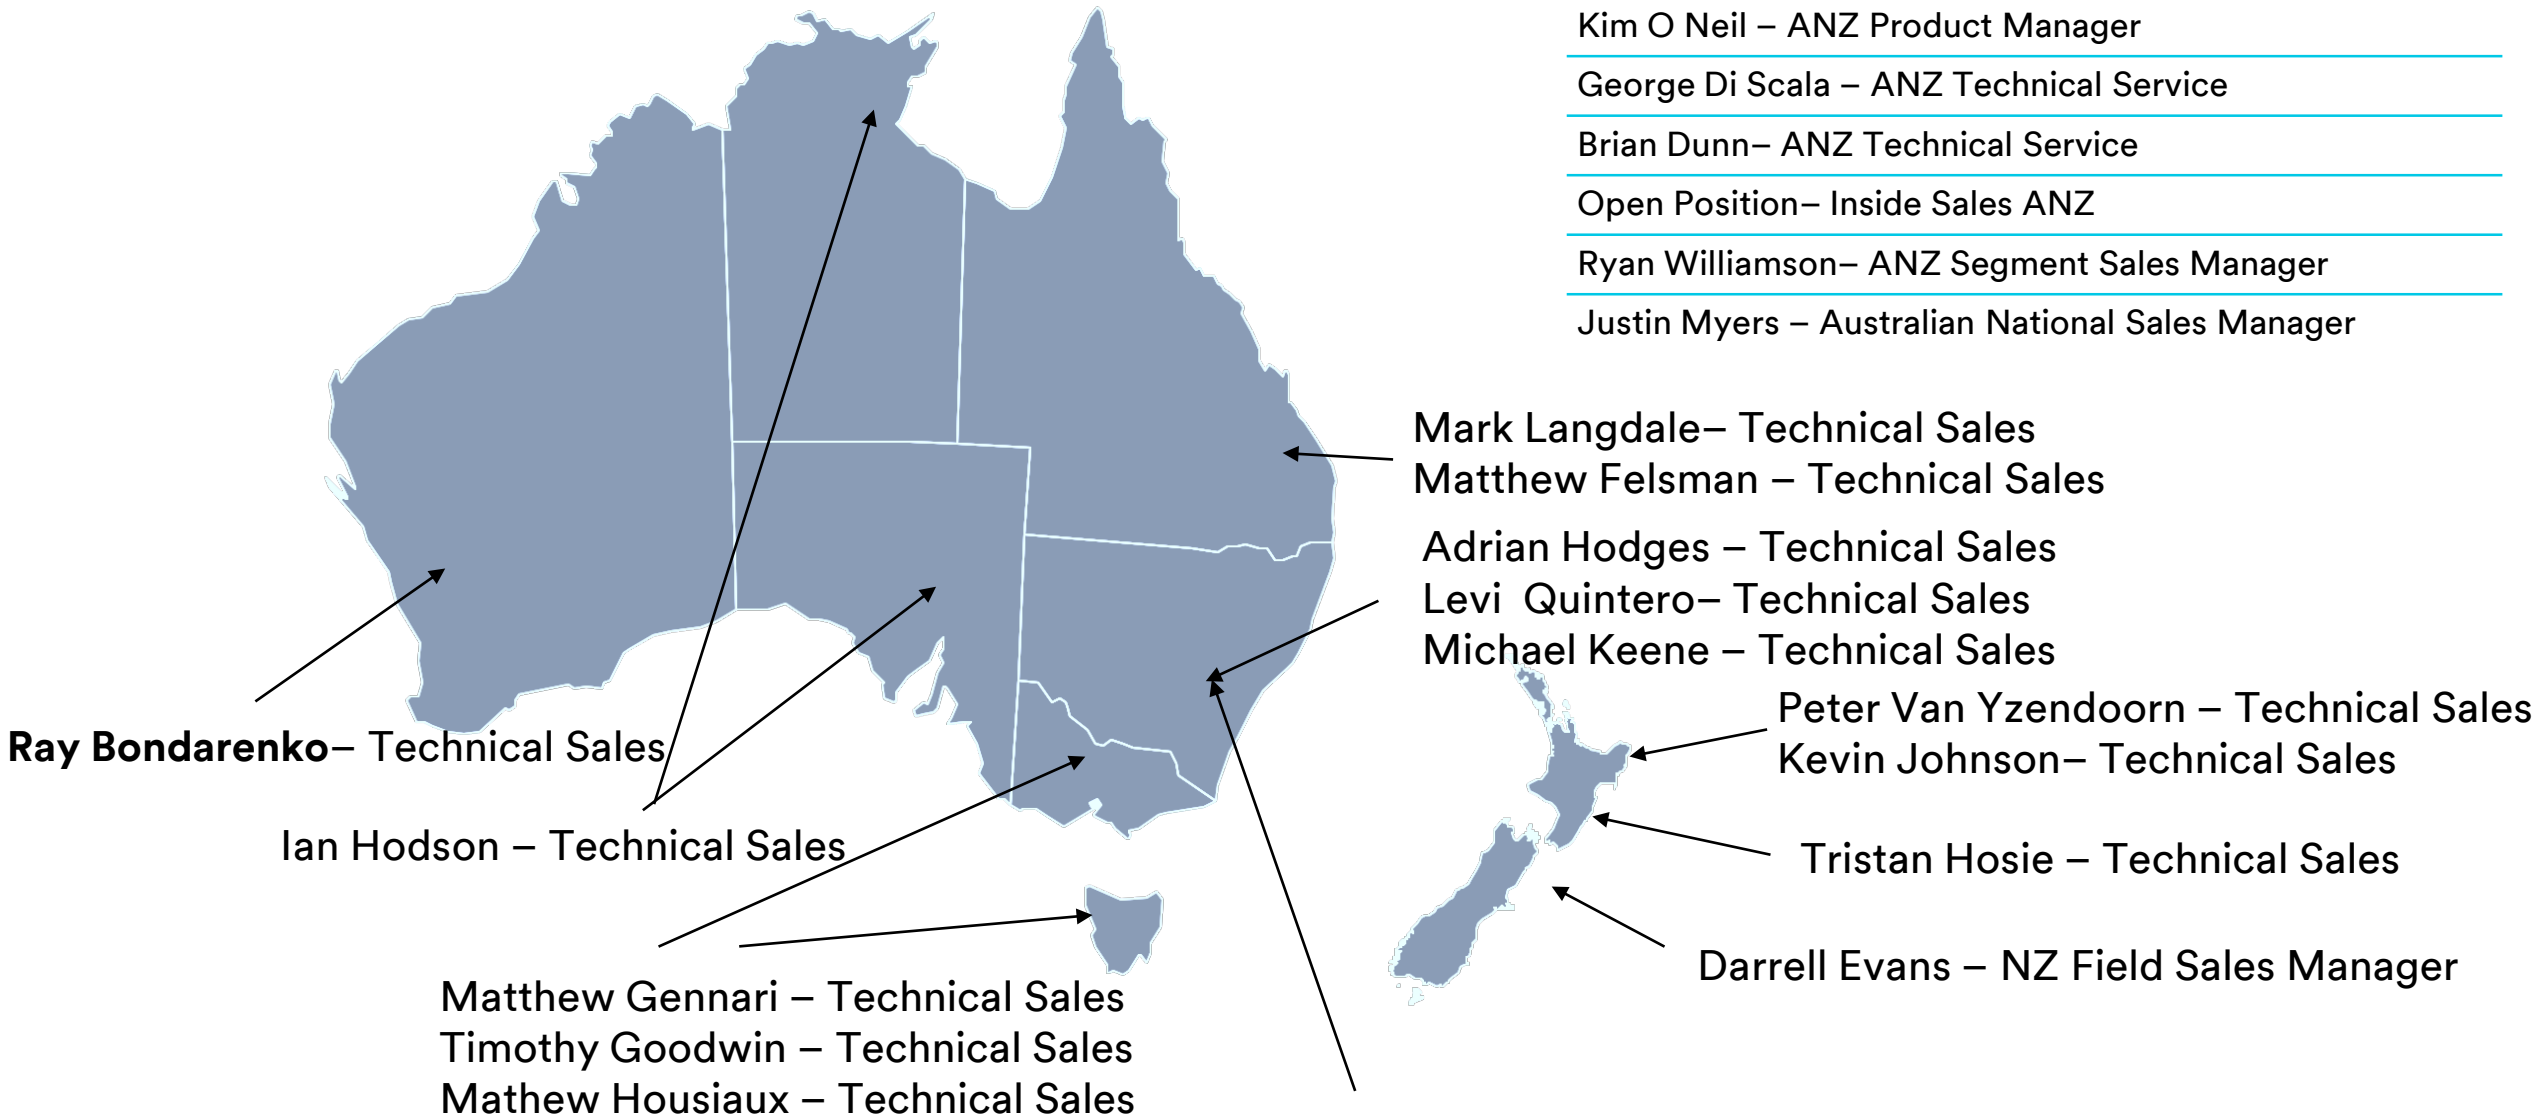 Kim O Neil – ANZ Product Manager
George Di Scala – ANZ Technical Service
Brian Dunn– ANZ Technical Service
Open Position– Inside Sales ANZ
Ryan Williamson– ANZ Segment Sales Manager
Justin Myers – Australian National Sales Manager
Mark Langdale– Technical Sales
Matthew Felsman – Technical Sales
Adrian Hodges – Technical Sales
Levi  Quintero– Technical Sales
Michael Keene – Technical Sales
Peter Van Yzendoorn – Technical Sales
Kevin Johnson– Technical Sales
Ray Bondarenko– Technical Sales
Ian Hodson – Technical Sales
Tristan Hosie – Technical Sales
Darrell Evans – NZ Field Sales Manager
Matthew Gennari – Technical Sales
Timothy Goodwin – Technical Sales
Mathew Housiaux – Technical Sales